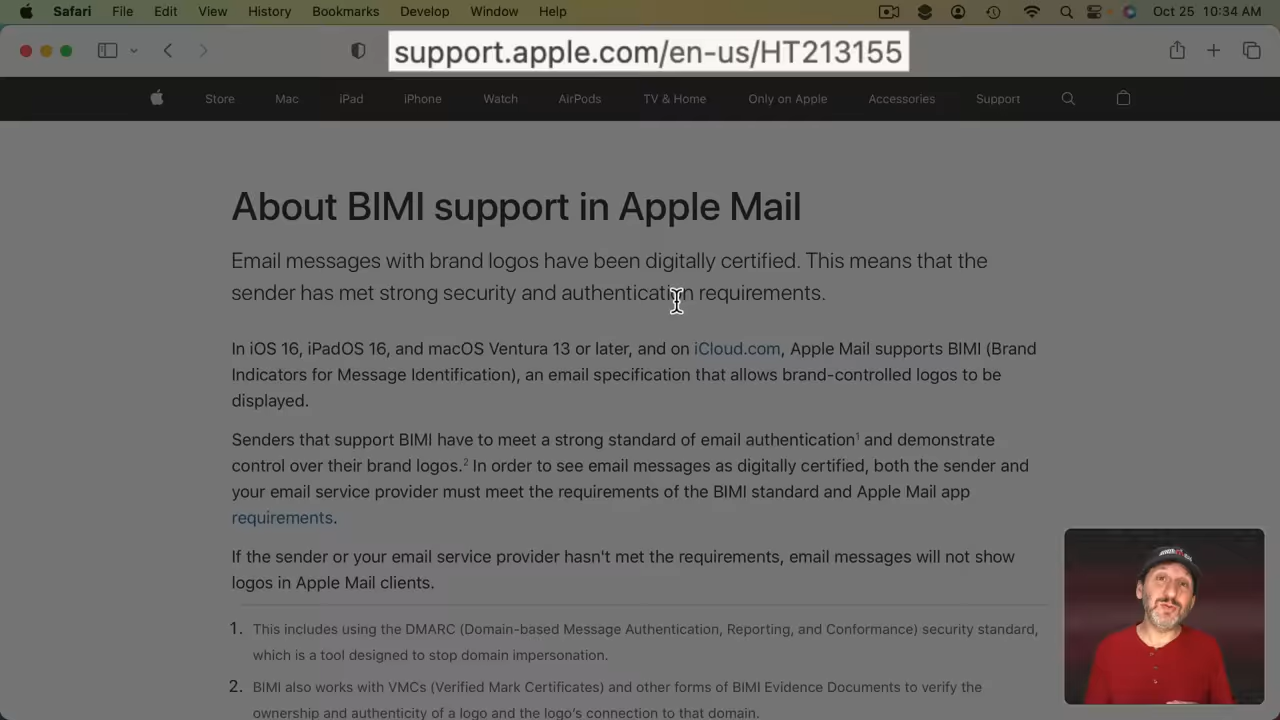 Safari File Edit View History Bookmarks Develop Window Help Oct 25 10:34 AM
support.apple.com/en-us/HT213155
Store Mac iPad iPhone Watch AirPods TV & Home Only on Apple Accessories Support
About BIMI support in Apple Mail
Email messages with brand logos have been digitally certified. This means that the
sender has met strong security and authentication requirements.
In iOS 16, iPadOS 16, and macOS Ventura 13 or later, and on iCloud.com, Apple Mail supports BIMI (Brand
Indicators for Message Identification), an email specification that allows brand-controlled logos to be
displayed.
Senders that support BIMI have to meet a strong standard of email authentication¹ and demonstrate
control over their brand logos.² In order to see email messages as digitally certified, both the sender and
your email service provider must meet the requirements of the BIMI standard and Apple Mail app
requirements.
If the sender or your email service provider hasn't met the requirements, email messages will not show
logos in Apple Mail clients.
1. This includes using the DMARC (Domain-based Message Authentication, Reporting, and Conformance) security standard,
which is a tool designed to stop domain impersonation.
2. BIMI also works with VMCs (Verified Mark Certificates) and other forms of BIMI Evidence Documents to verify the
ownership and authenticity of a logo and the logo's connection to that domain.